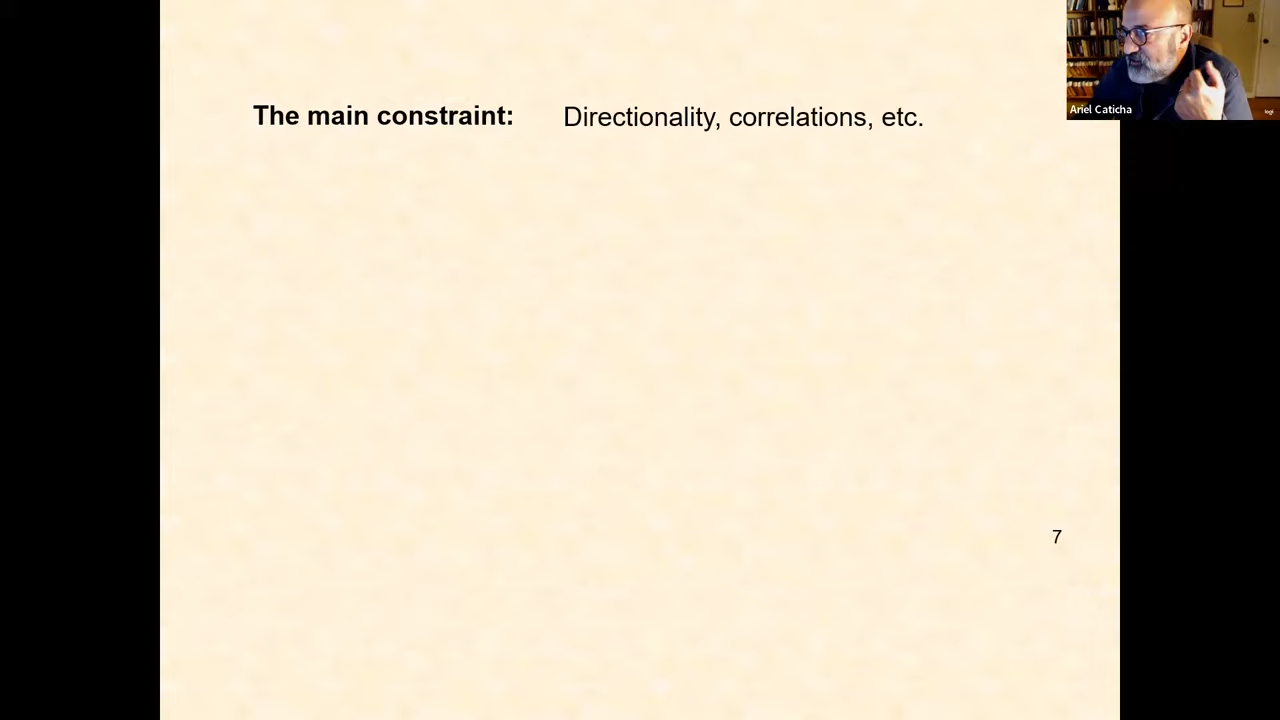 The main constraint: Directionality, correlations, etc.
Ariel Caticha
7